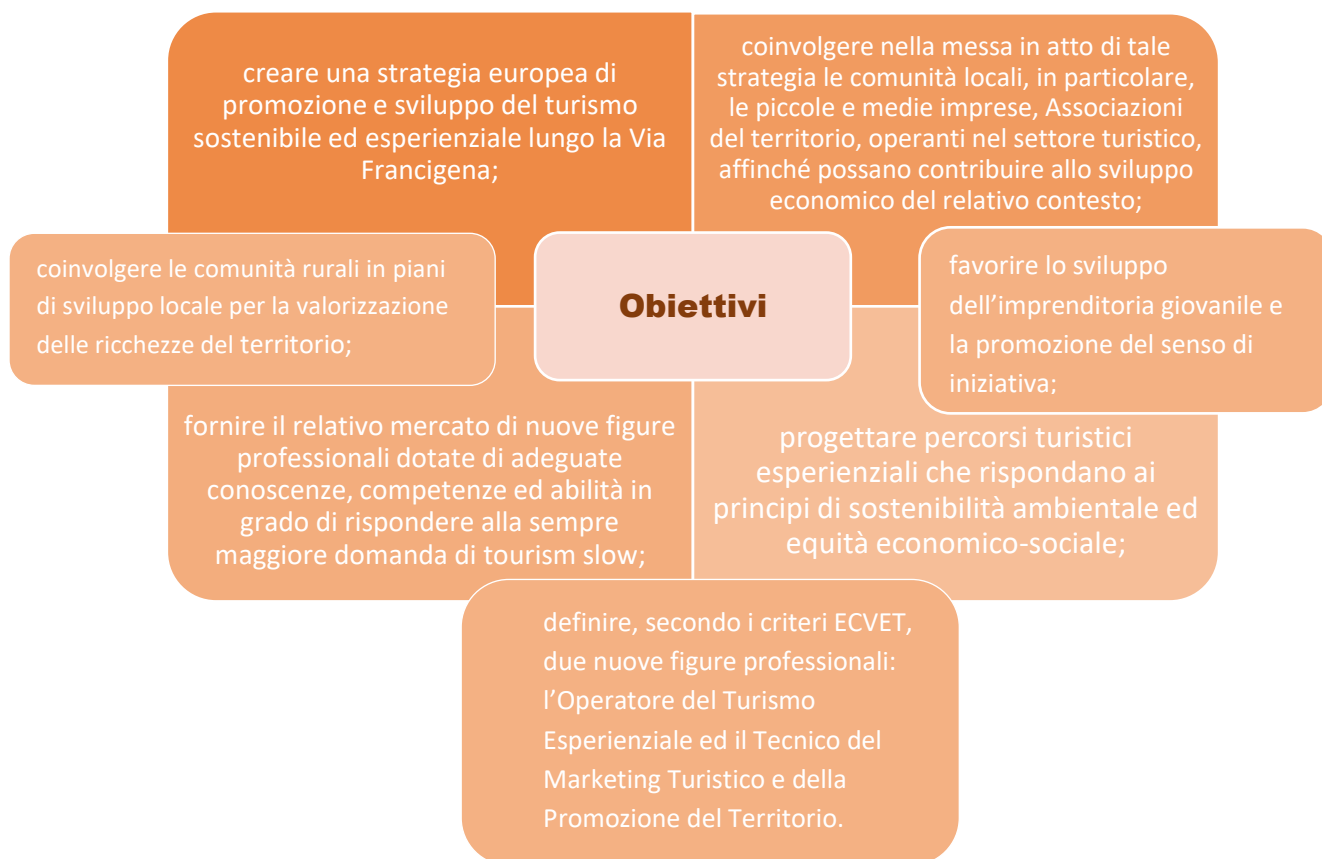 creare una strategia europea di
promozione e sviluppo del turismo
sostenibile ed esperienziale lungo la Via
Francigena;
coinvolgere nella messa in atto di tale
strategia le comunità locali, in particolare,
le piccole e medie imprese, Associazioni
del territorio, operanti nel settore turistico,
affinché possano contribuire allo sviluppo
economico del relativo contesto;
coinvolgere le comunità rurali in piani
di sviluppo locale per la valorizzazione
delle ricchezze del territorio;
Obiettivi
favorire lo sviluppo
dell’imprenditoria giovanile e
la promozione del senso di
iniziativa;
fornire il relativo mercato di nuove figure
professionali dotate di adeguate
conoscenze, competenze ed abilità in
grado di rispondere alla sempre
maggiore domanda di tourism slow;
progettare percorsi turistici
esperienziali che rispondano ai
principi di sostenibilità ambientale ed
equità economico-sociale;
definire, secondo i criteri ECVET,
due nuove figure professionali:
l’Operatore del Turismo
Esperienziale ed il Tecnico del
Marketing Turistico e della
Promozione del Territorio.